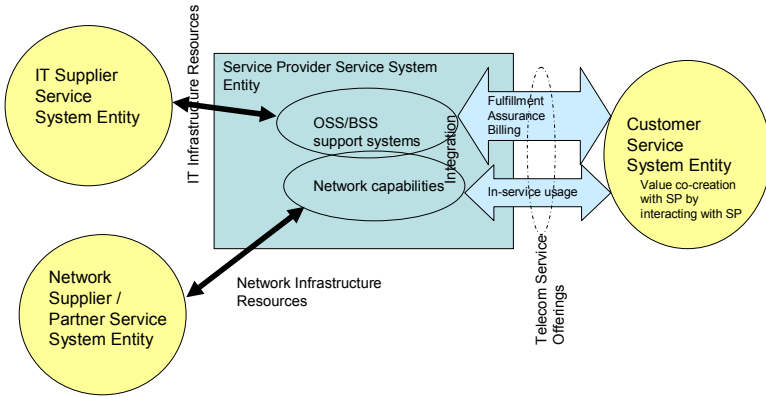 IT Supplier
Service
System Entity
IT Infrastructure Resources
Service Provider Service System
Entity
OSS/BSS
support systems
Network capabilities
Integration
Fulfillment
Assurance
Billing
In-service usage
Customer
Service
System Entity
Value co-creation
with SP by
interacting with SP
Network
Supplier /
Partner Service
System Entity
Network Infrastructure
Resources
Telecom Service
Offerings